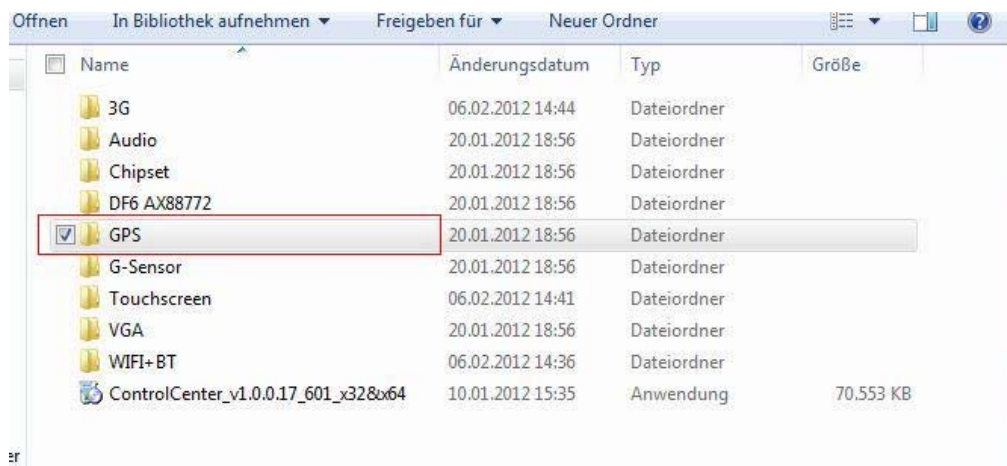 Öffnen In Bibliothek aufnehmen Freigeben für Neuer Ordner
Name Änderungsdatum Typ Größe
3G 06.02.2012 14:44 Dateiordner
Audio 20.01.2012 18:56 Dateiordner
Chipset 20.01.2012 18:56 Dateiordner
DF6 AX88772 20.01.2012 18:56 Dateiordner
GPS 20.01.2012 18:56 Dateiordner
G-Sensor 20.01.2012 18:56 Dateiordner
Touchscreen 06.02.2012 14:41 Dateiordner
VGA 20.01.2012 18:56 Dateiordner
WIFI+BT 06.02.2012 14:36 Dateiordner
ControlCenter_v1.0.0.17_601_x32&x64 10.01.2012 15:35 Anwendung 70.553 KB
er